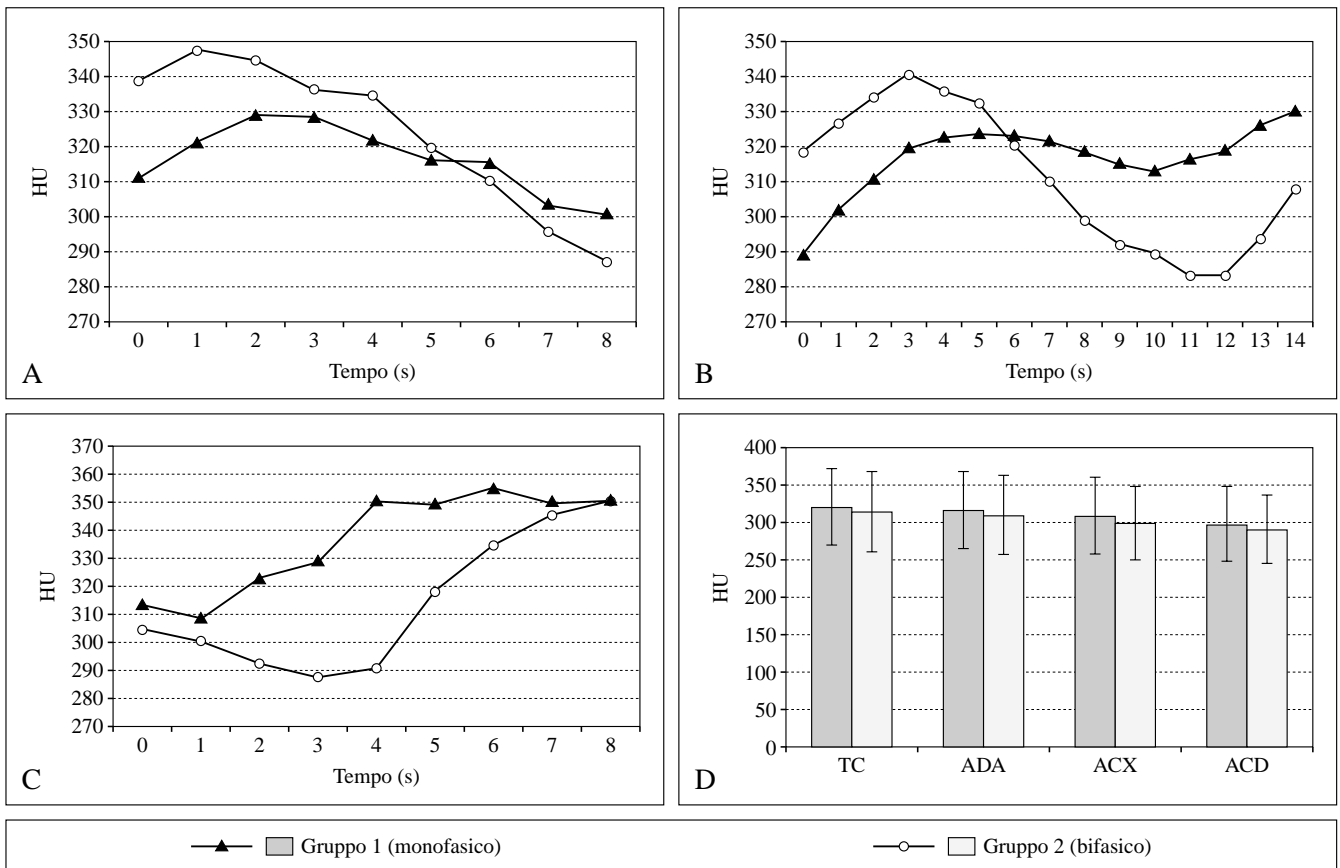 350
340
330
320
310
300
290
280
270
HU
0 1 2 3 4 5 6 7 8
Tempo (s)
A
350
340
330
320
310
300
290
280
270
HU
0 1 2 3 4 5 6 7 8 9 10 11 12 13 14
Tempo (s)
B
370
360
350
340
330
320
310
300
290
280
270
HU
0 1 2 3 4 5 6 7 8
Tempo (s)
C
400
350
300
250
200
150
100
50
0
HU
TC ADA ACX ACD
D
Gruppo 1 (monofasico) Gruppo 2 (bifasico)